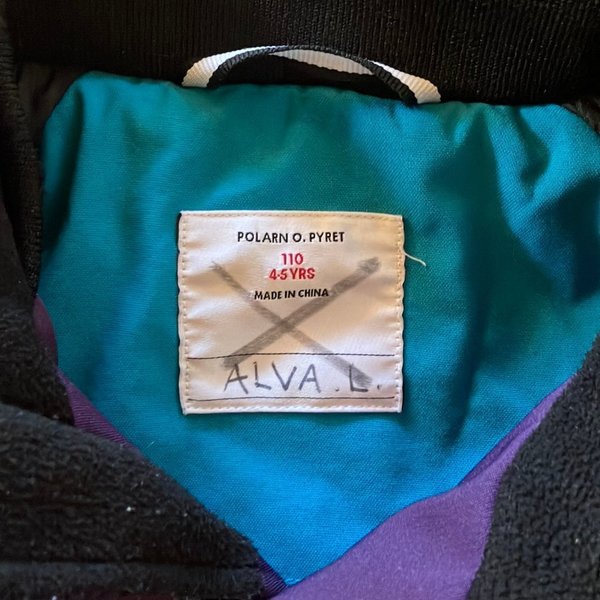 POLARN O. PYRET
110
4-5 YRS
MADE IN CHINA
ALVA. L.